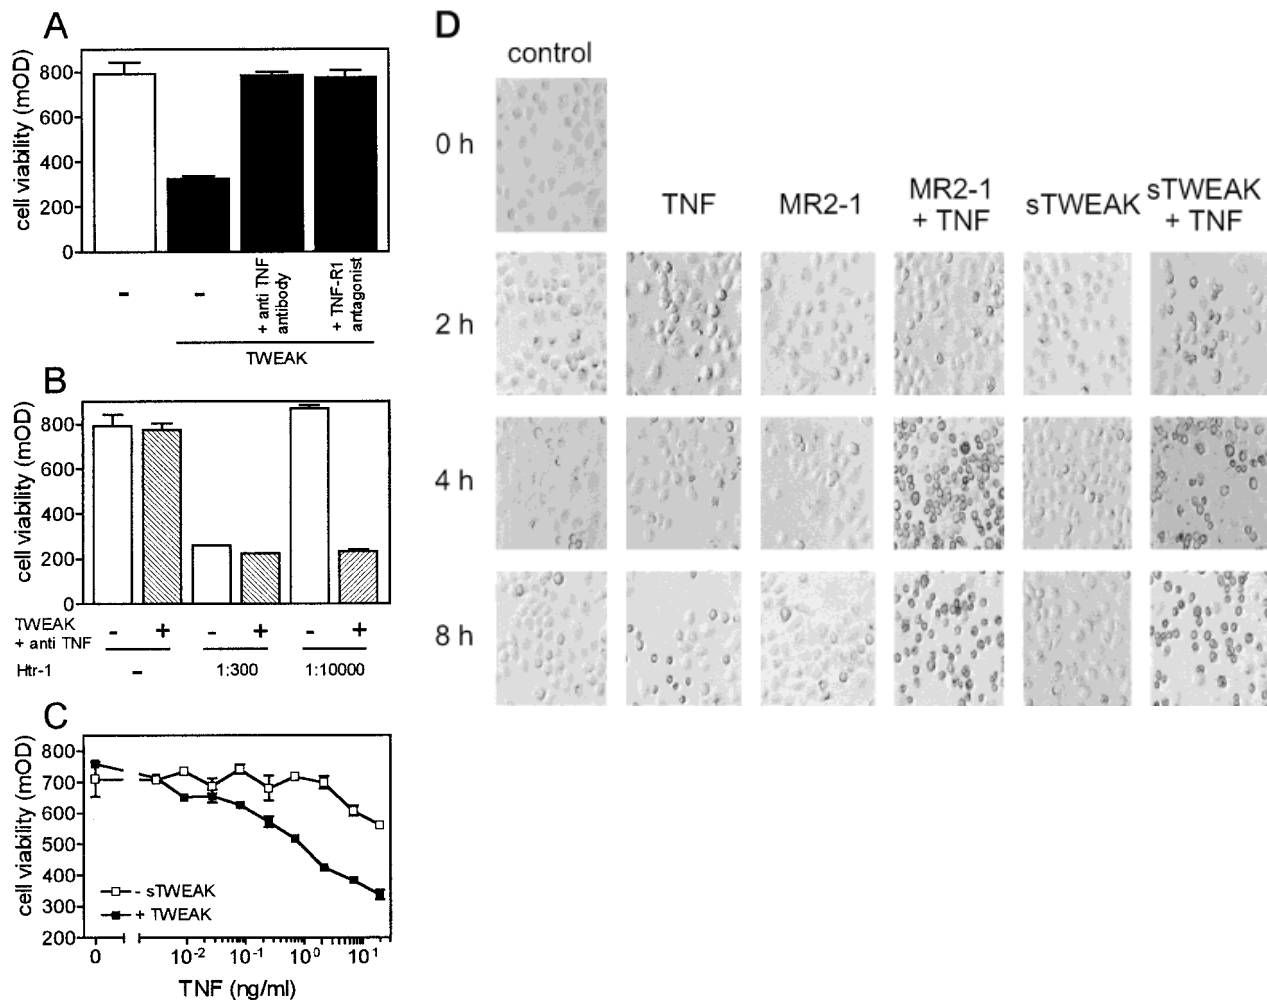 A
cell viability (mOD)
800
600
400
200
0
-
-
+ anti TNF
antibody
+ TNF-R1
antagonist
TWEAK
B
cell viability (mOD)
800
600
400
200
0
TWEAK
+ anti TNF
- + - + - +
Htr-1
- 1:300 1:10000
C
cell viability (mOD)
800
700
600
500
400
300
200
- sTWEAK
+ TWEAK
0 10-2 10-1 100 101
TNF (ng/ml)
D
control
0 h
TNF
MR2-1
MR2-1
+ TNF
sTWEAK
sTWEAK
+ TNF
2 h
4 h
8 h